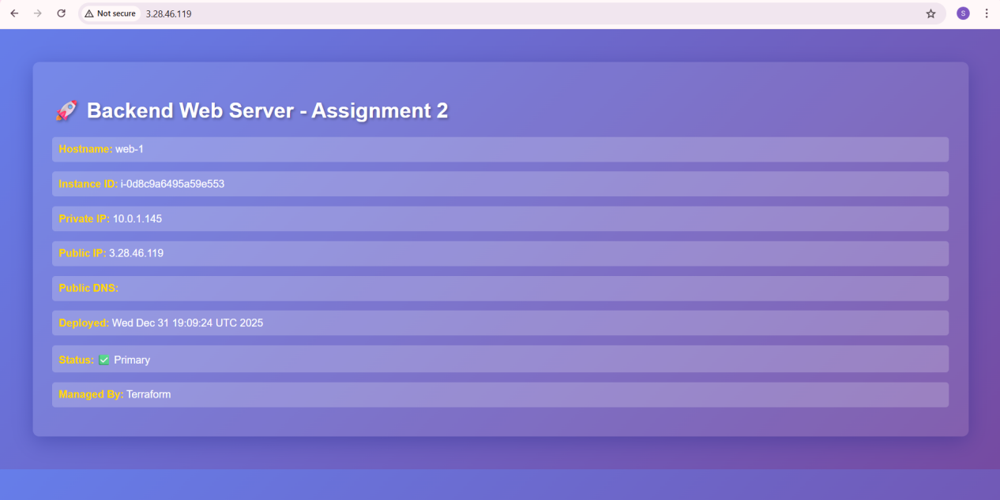 Not secure 3.28.46.119
S
🚀 Backend Web Server - Assignment 2
Hostname: web-1
Instance ID: i-0d8c9a6495a59e553
Private IP: 10.0.1.145
Public IP: 3.28.46.119
Public DNS:
Deployed: Wed Dec 31 19:09:24 UTC 2025
Status: ✅ Primary
Managed By: Terraform